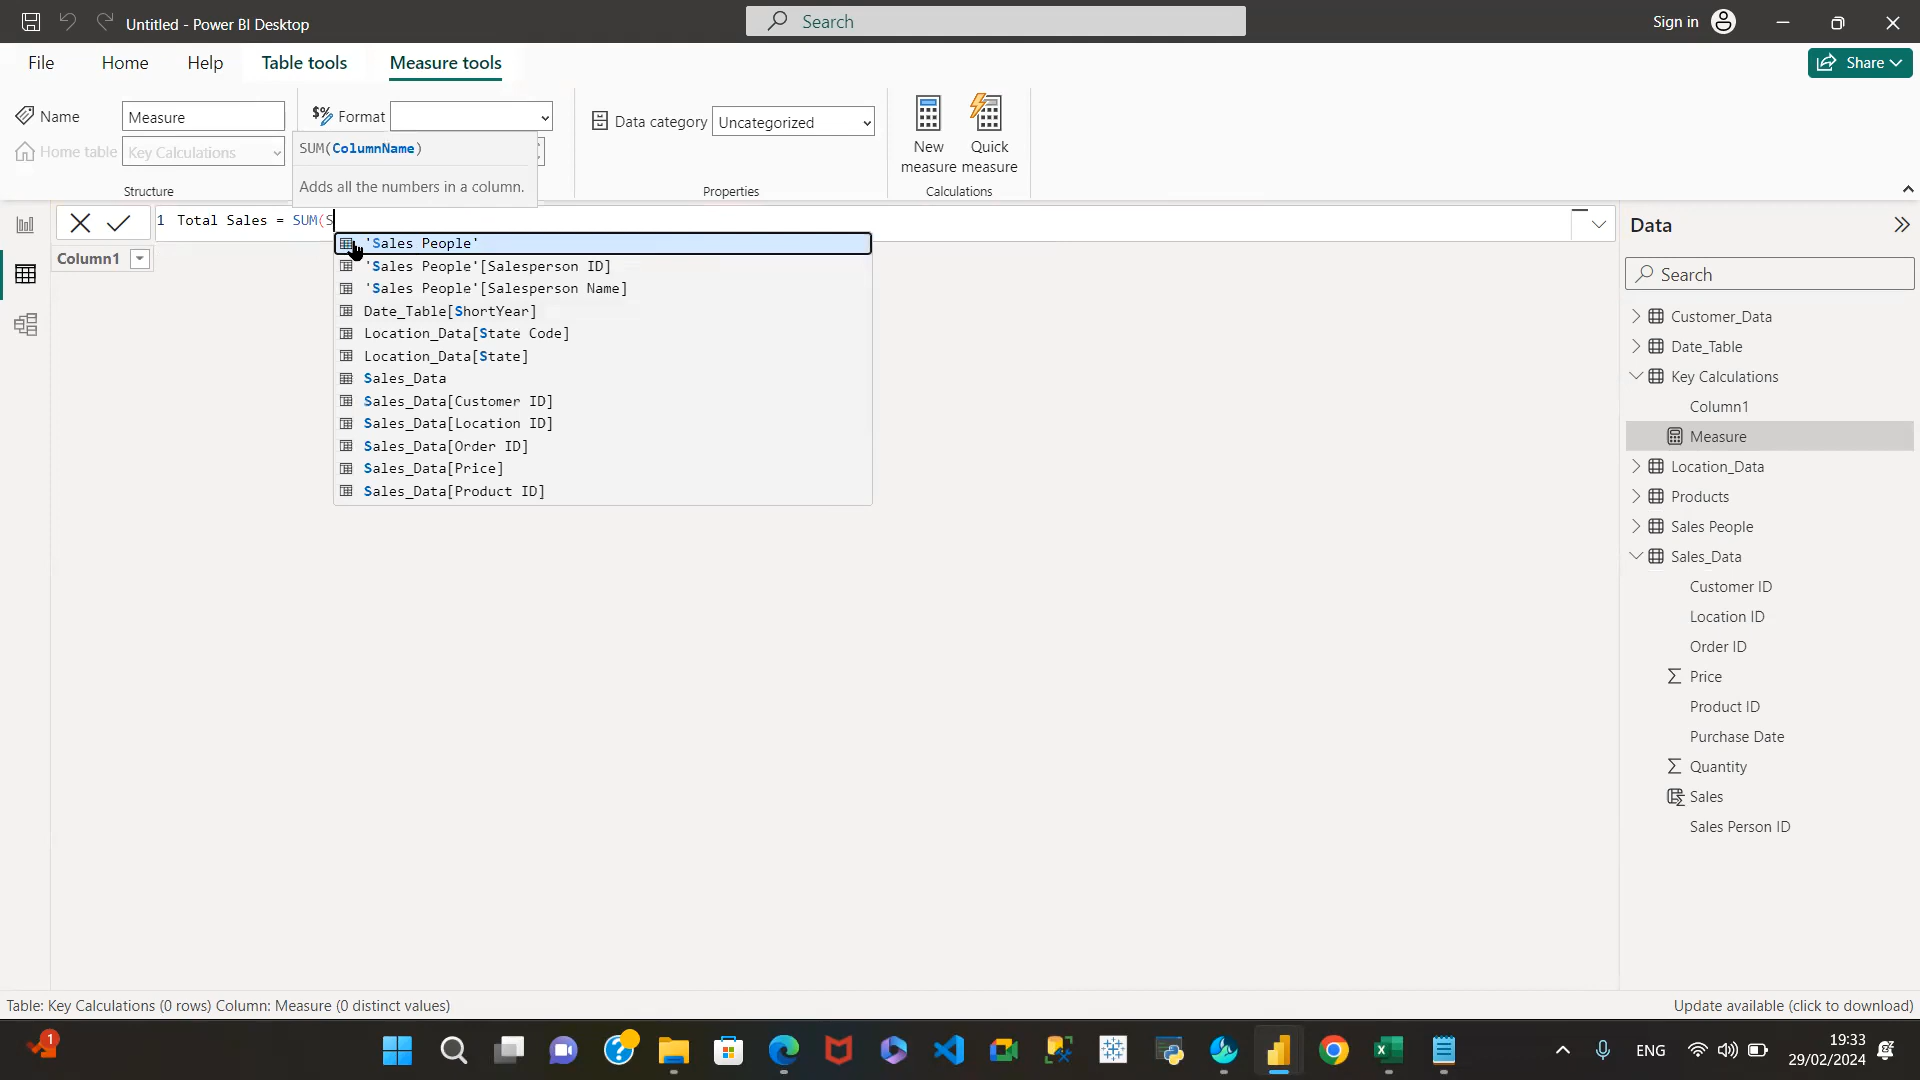 Untitled - Power BI Desktop
Search
Sign in
File
Home
Help
Table tools
Measure tools
Share
Name
Measure
Format
Data category
Uncategorized
New
measure
Quick
measure
Home table
Key Calculations
SUM(ColumnName)
Adds all the numbers in a column.
Structure
Properties
Calculations
1 Total Sales = SUM(S
Column1
'Sales People'
'Sales People'[Salesperson ID]
'Sales People'[Salesperson Name]
Date_Table[ShortYear]
Location_Data[State Code]
Location_Data[State]
Sales_Data
Sales_Data[Customer ID]
Sales_Data[Location ID]
Sales_Data[Order ID]
Sales_Data[Price]
Sales_Data[Product ID]
Data
Search
Customer_Data
Date_Table
Key Calculations
Column1
Measure
Location_Data
Products
Sales People
Sales_Data
Customer ID
Location ID
Order ID
Price
Product ID
Purchase Date
Quantity
Sales
Sales Person ID
Table: Key Calculations (0 rows) Column: Measure (0 distinct values)
Update available (click to download)
1
ENG
19:33
29/02/2024